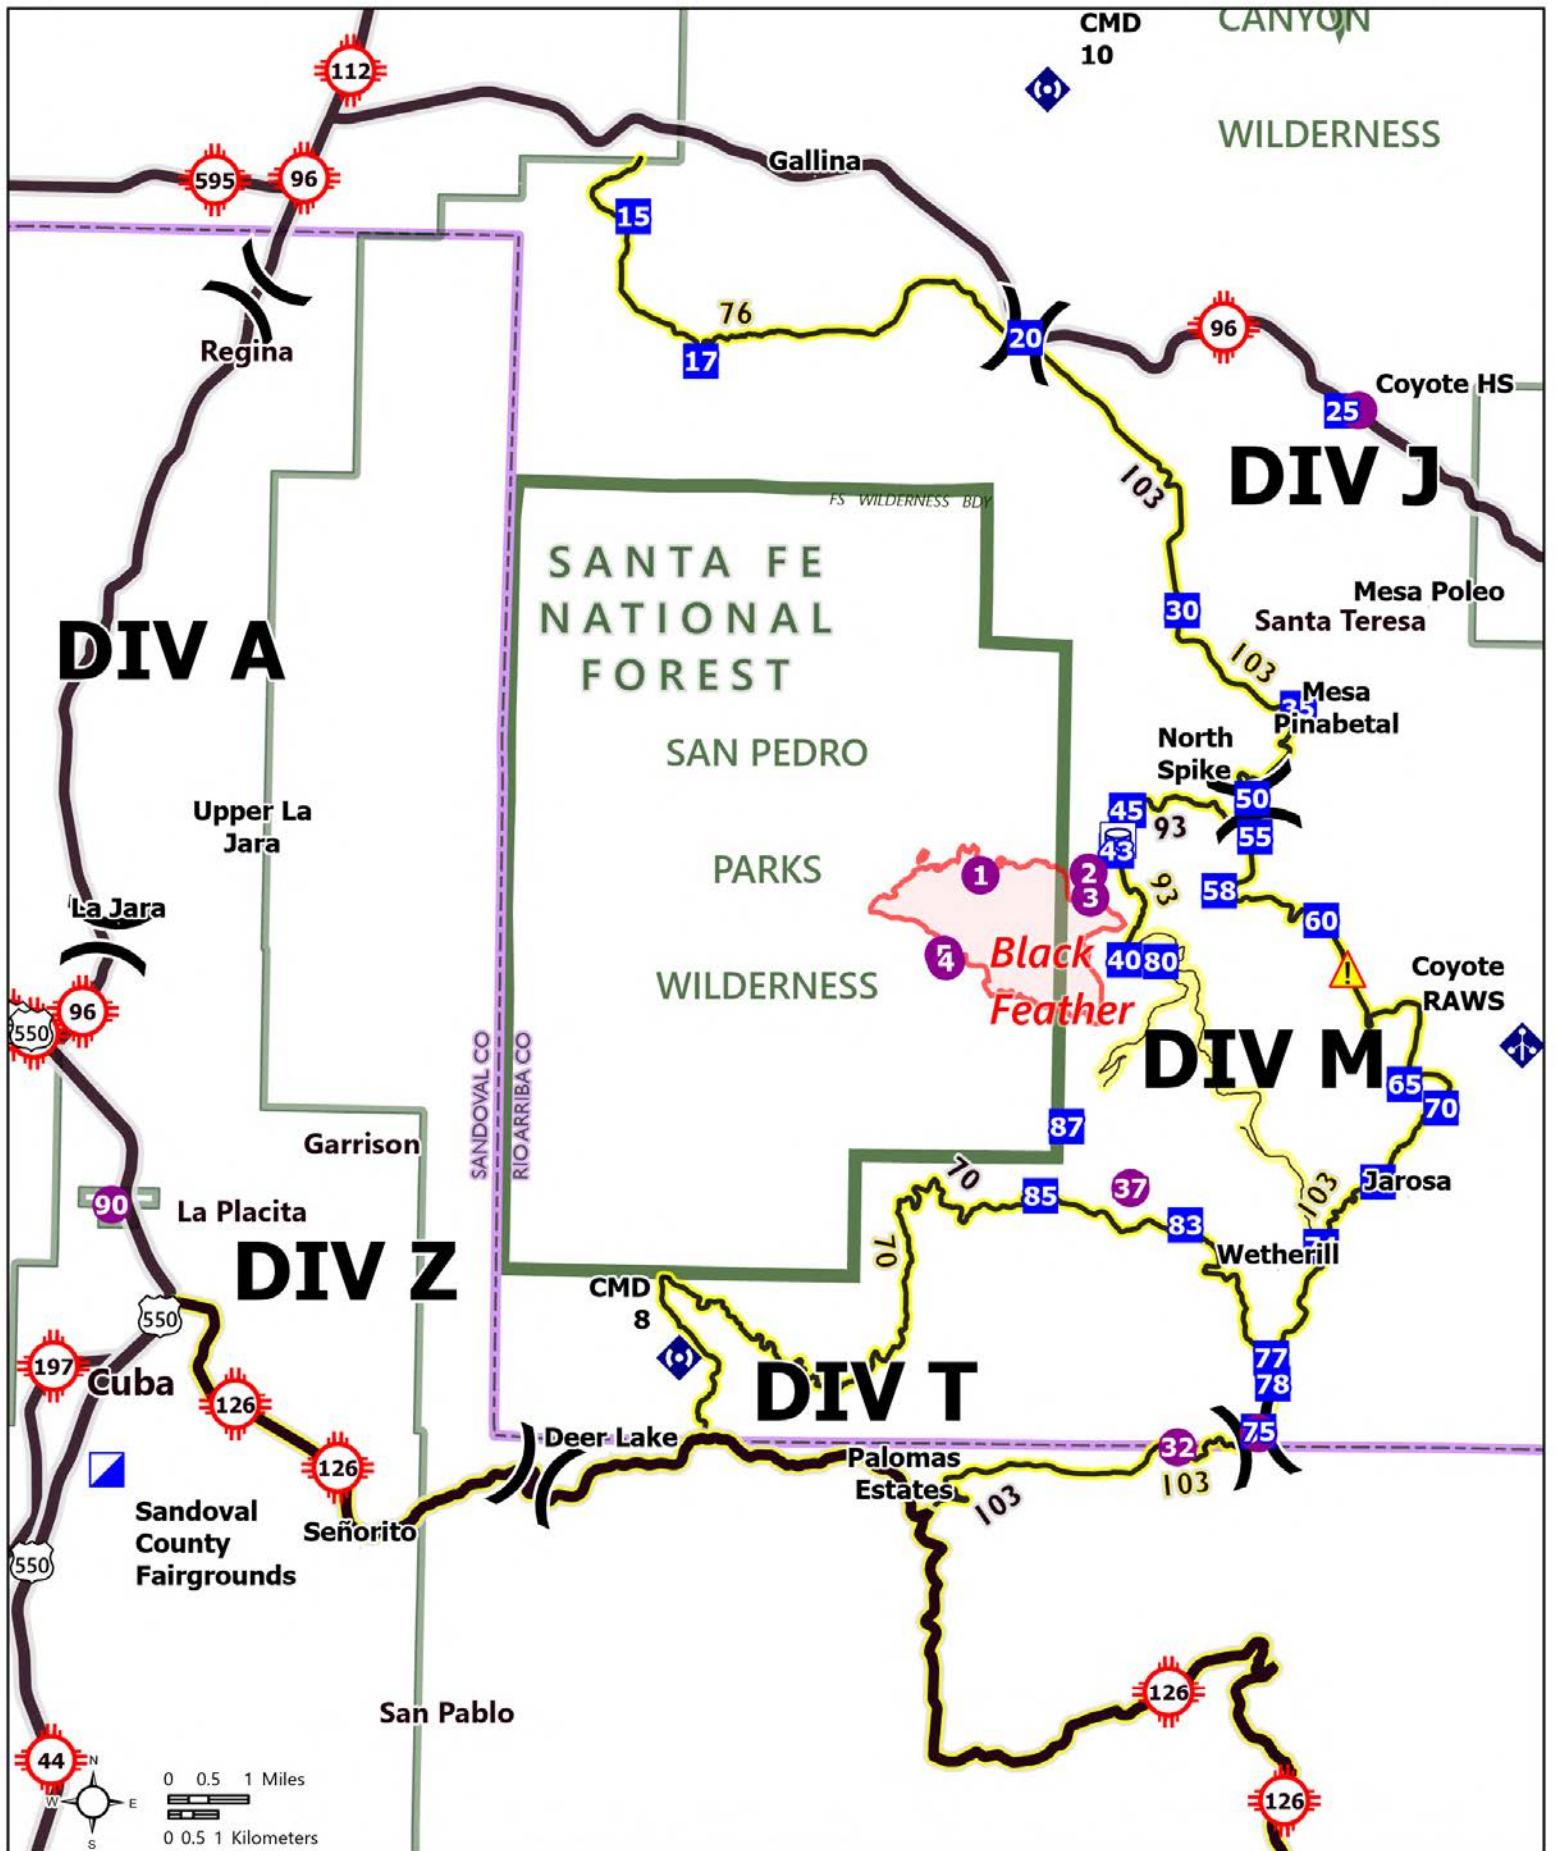 CANYON
CMD
10
112
WILDERNESS
Gallina
595
96
15
76
20
96
17
Regina
Coyote HS
25
DIV J
103
FS WILDERNESS BDY
SANTA FE
NATIONAL
FOREST
30
Mesa Poleo
Santa Teresa
DIV A
103
Mesa
35
Pinabetal
SAN PEDRO
North
Spike
50
45
93
55
Upper La
Jara
43
PARKS
1
2
3
93
58
La Jara
60
5
4
Black
40
80
Coyote
RAWS
WILDERNESS
Feather
96
550
SANDOVAL CO
RIO ARRIBA CO
DIV M
65
70
87
Garrison
70
37
Jarosa
85
103
90
La Placita
83
DIV Z
70
Wetherill
CMD
8
550
197
Cuba
77
78
DIV T
126
75
Deer Lake
32
126
Palomas
Estates
103
103
Sandoval
County
Fairgrounds
Señorito
550
126
San Pablo
44
N
W
E
S
0 0.5 1 Miles
0 0.5 1 Kilometers
126